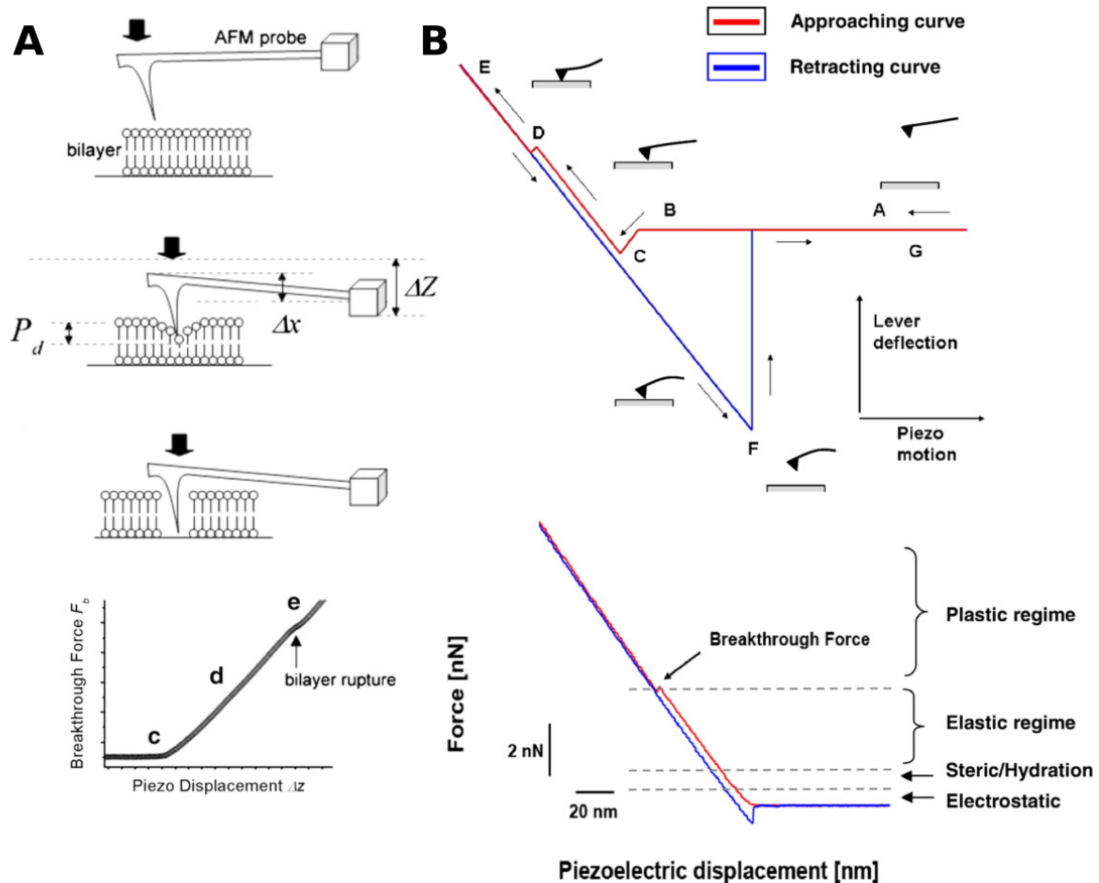 A
AFM probe
bilayer
P_d
Δx
ΔZ
Breakthrough Force F_b
c
d
e
bilayer rupture
Piezo Displacement Δz
B
Approaching curve
Retracting curve
E
D
B
A
C
G
F
Lever
deflection
Piezo
motion
Force [nN]
Breakthrough Force
2 nN
20 nm
Plastic regime
Elastic regime
Steric/Hydration
Electrostatic
Piezoelectric displacement [nm]